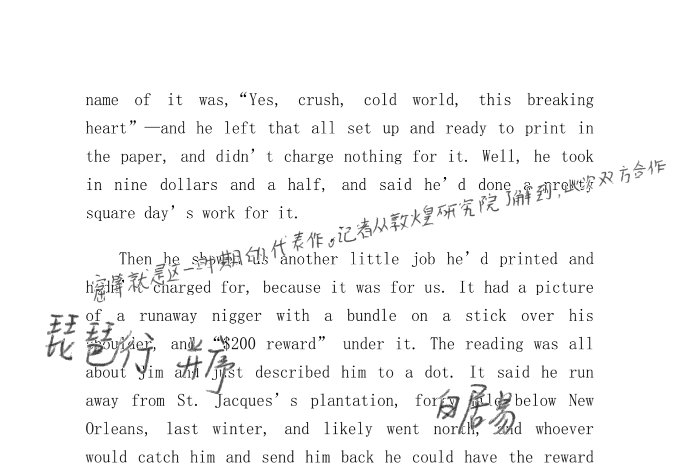 name of it was, “Yes, crush, cold world, this breaking
heart” —and he left that all set up and ready to print in
the paper, and didn’t charge nothing for it. Well, he took
in nine dollars and a half, and said he’d done a pretty
square day’s work for it.
就是这一时期的代表作。记者从敦煌研究院了解到,此次双方合作
Then he showed us another little job he’d printed and
hadn’t charged for, because it was for us. It had a picture
of a runaway nigger with a bundle on a stick over his
琵琶行 并序
shoulder, and “$200 reward” under it. The reading was all
about Jim and just described him to a dot. It said he run
away from St. Jacques’s plantation, forty mile below New
白居易
Orleans, last winter, and likely went north, and whoever
would catch him and send him back he could have the reward